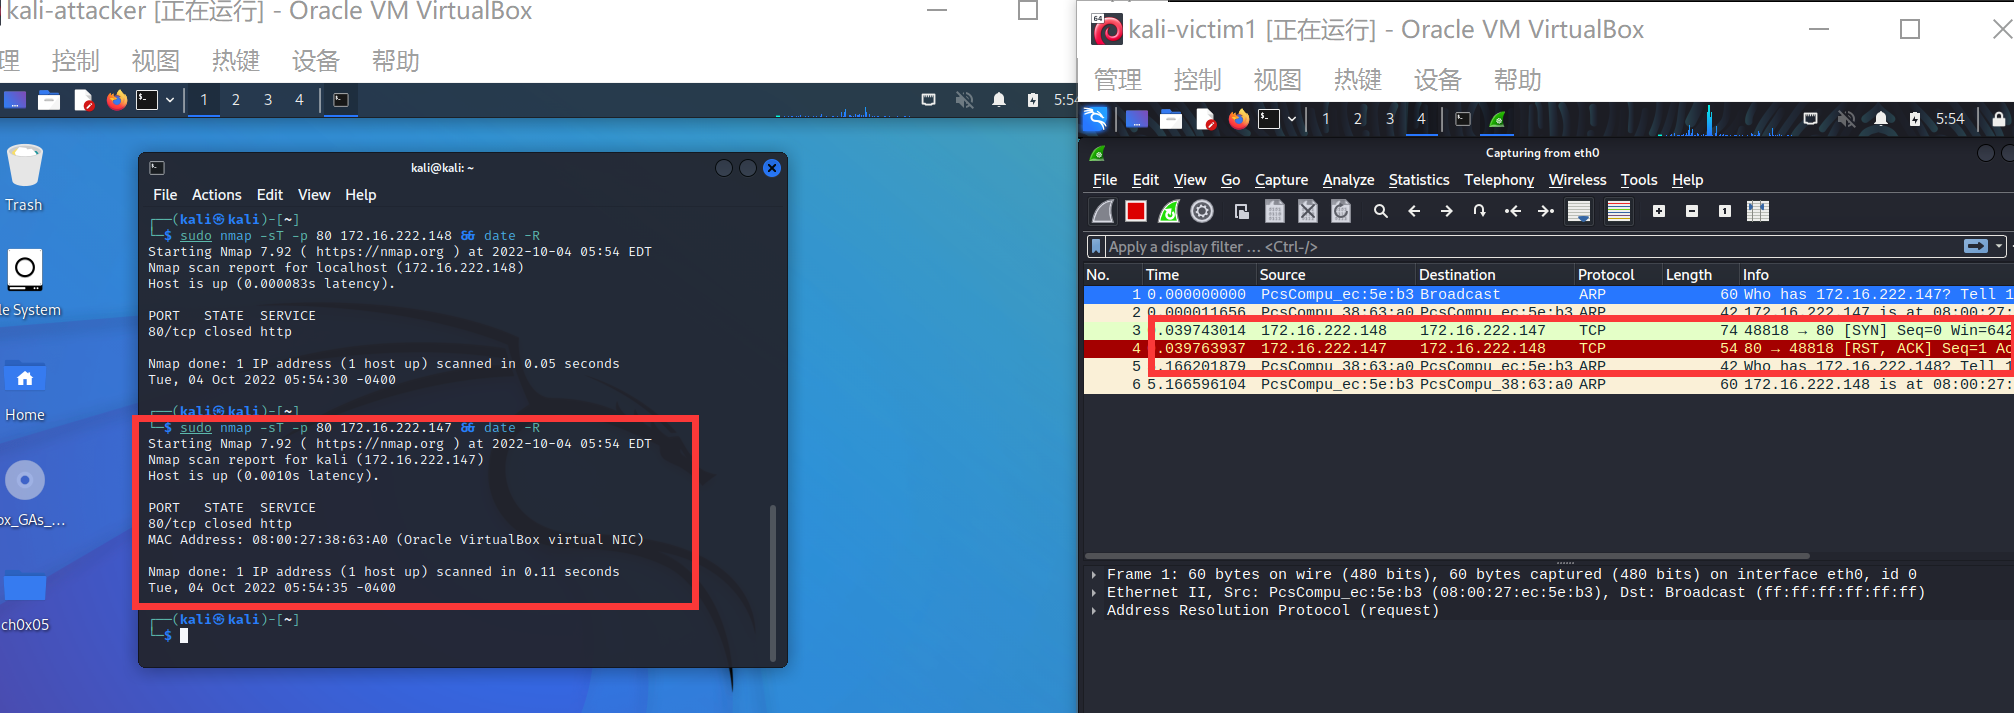 kali-attacker [正在运行] - Oracle VM VirtualBox
理 控制 视图 热键 设备 帮助
1 2 3 4 5:54
Trash
le System
Home
ox_GAs_...
ch0x05
kali@kali: ~
File Actions Edit View Help
┌──(kali㉿kali)-[~]
└─$ sudo nmap -sT -p 80 172.16.222.148 && date -R
Starting Nmap 7.92 ( https://nmap.org ) at 2022-10-04 05:54 EDT
Nmap scan report for localhost (172.16.222.148)
Host is up (0.000083s latency).
PORT STATE SERVICE
80/tcp closed http
Nmap done: 1 IP address (1 host up) scanned in 0.05 seconds
Tue, 04 Oct 2022 05:54:30 -0400
┌──(kali㉿kali)-[~]
└─$ sudo nmap -sT -p 80 172.16.222.147 && date -R
Starting Nmap 7.92 ( https://nmap.org ) at 2022-10-04 05:54 EDT
Nmap scan report for kali (172.16.222.147)
Host is up (0.0010s latency).
PORT STATE SERVICE
80/tcp closed http
MAC Address: 08:00:27:38:63:A0 (Oracle VirtualBox virtual NIC)
Nmap done: 1 IP address (1 host up) scanned in 0.11 seconds
Tue, 04 Oct 2022 05:54:35 -0400
┌──(kali㉿kali)-[~]
└─$
64
kali-victim1 [正在运行] - Oracle VM VirtualBox
管理 控制 视图 热键 设备 帮助
1 2 3 4 5:54
Capturing from eth0
File Edit View Go Capture Analyze Statistics Telephony Wireless Tools Help
Apply a display filter ... <Ctrl-/>
No. Time Source Destination Protocol Length Info
1 0.000000000 PcsCompu_ec:5e:b3 Broadcast ARP 60 Who has 172.16.222.147? Tell 1
2 0.000011656 PcsCompu_38:63:a0 PcsCompu_ec:5e:b3 ARP 42 172.16.222.147 is at 08:00:27:
3 .039743014 172.16.222.148 172.16.222.147 TCP 74 48818 → 80 [SYN] Seq=0 Win=642
4 .039763937 172.16.222.147 172.16.222.148 TCP 54 80 → 48818 [RST, ACK] Seq=1 Ac
5 .166201879 PcsCompu_38:63:a0 PcsCompu_ec:5e:b3 ARP 42 Who has 172.16.222.148? Tell 1
6 5.166596104 PcsCompu_ec:5e:b3 PcsCompu_38:63:a0 ARP 60 172.16.222.148 is at 08:00:27:
Frame 1: 60 bytes on wire (480 bits), 60 bytes captured (480 bits) on interface eth0, id 0
Ethernet II, Src: PcsCompu_ec:5e:b3 (08:00:27:ec:5e:b3), Dst: Broadcast (ff:ff:ff:ff:ff:ff)
Address Resolution Protocol (request)